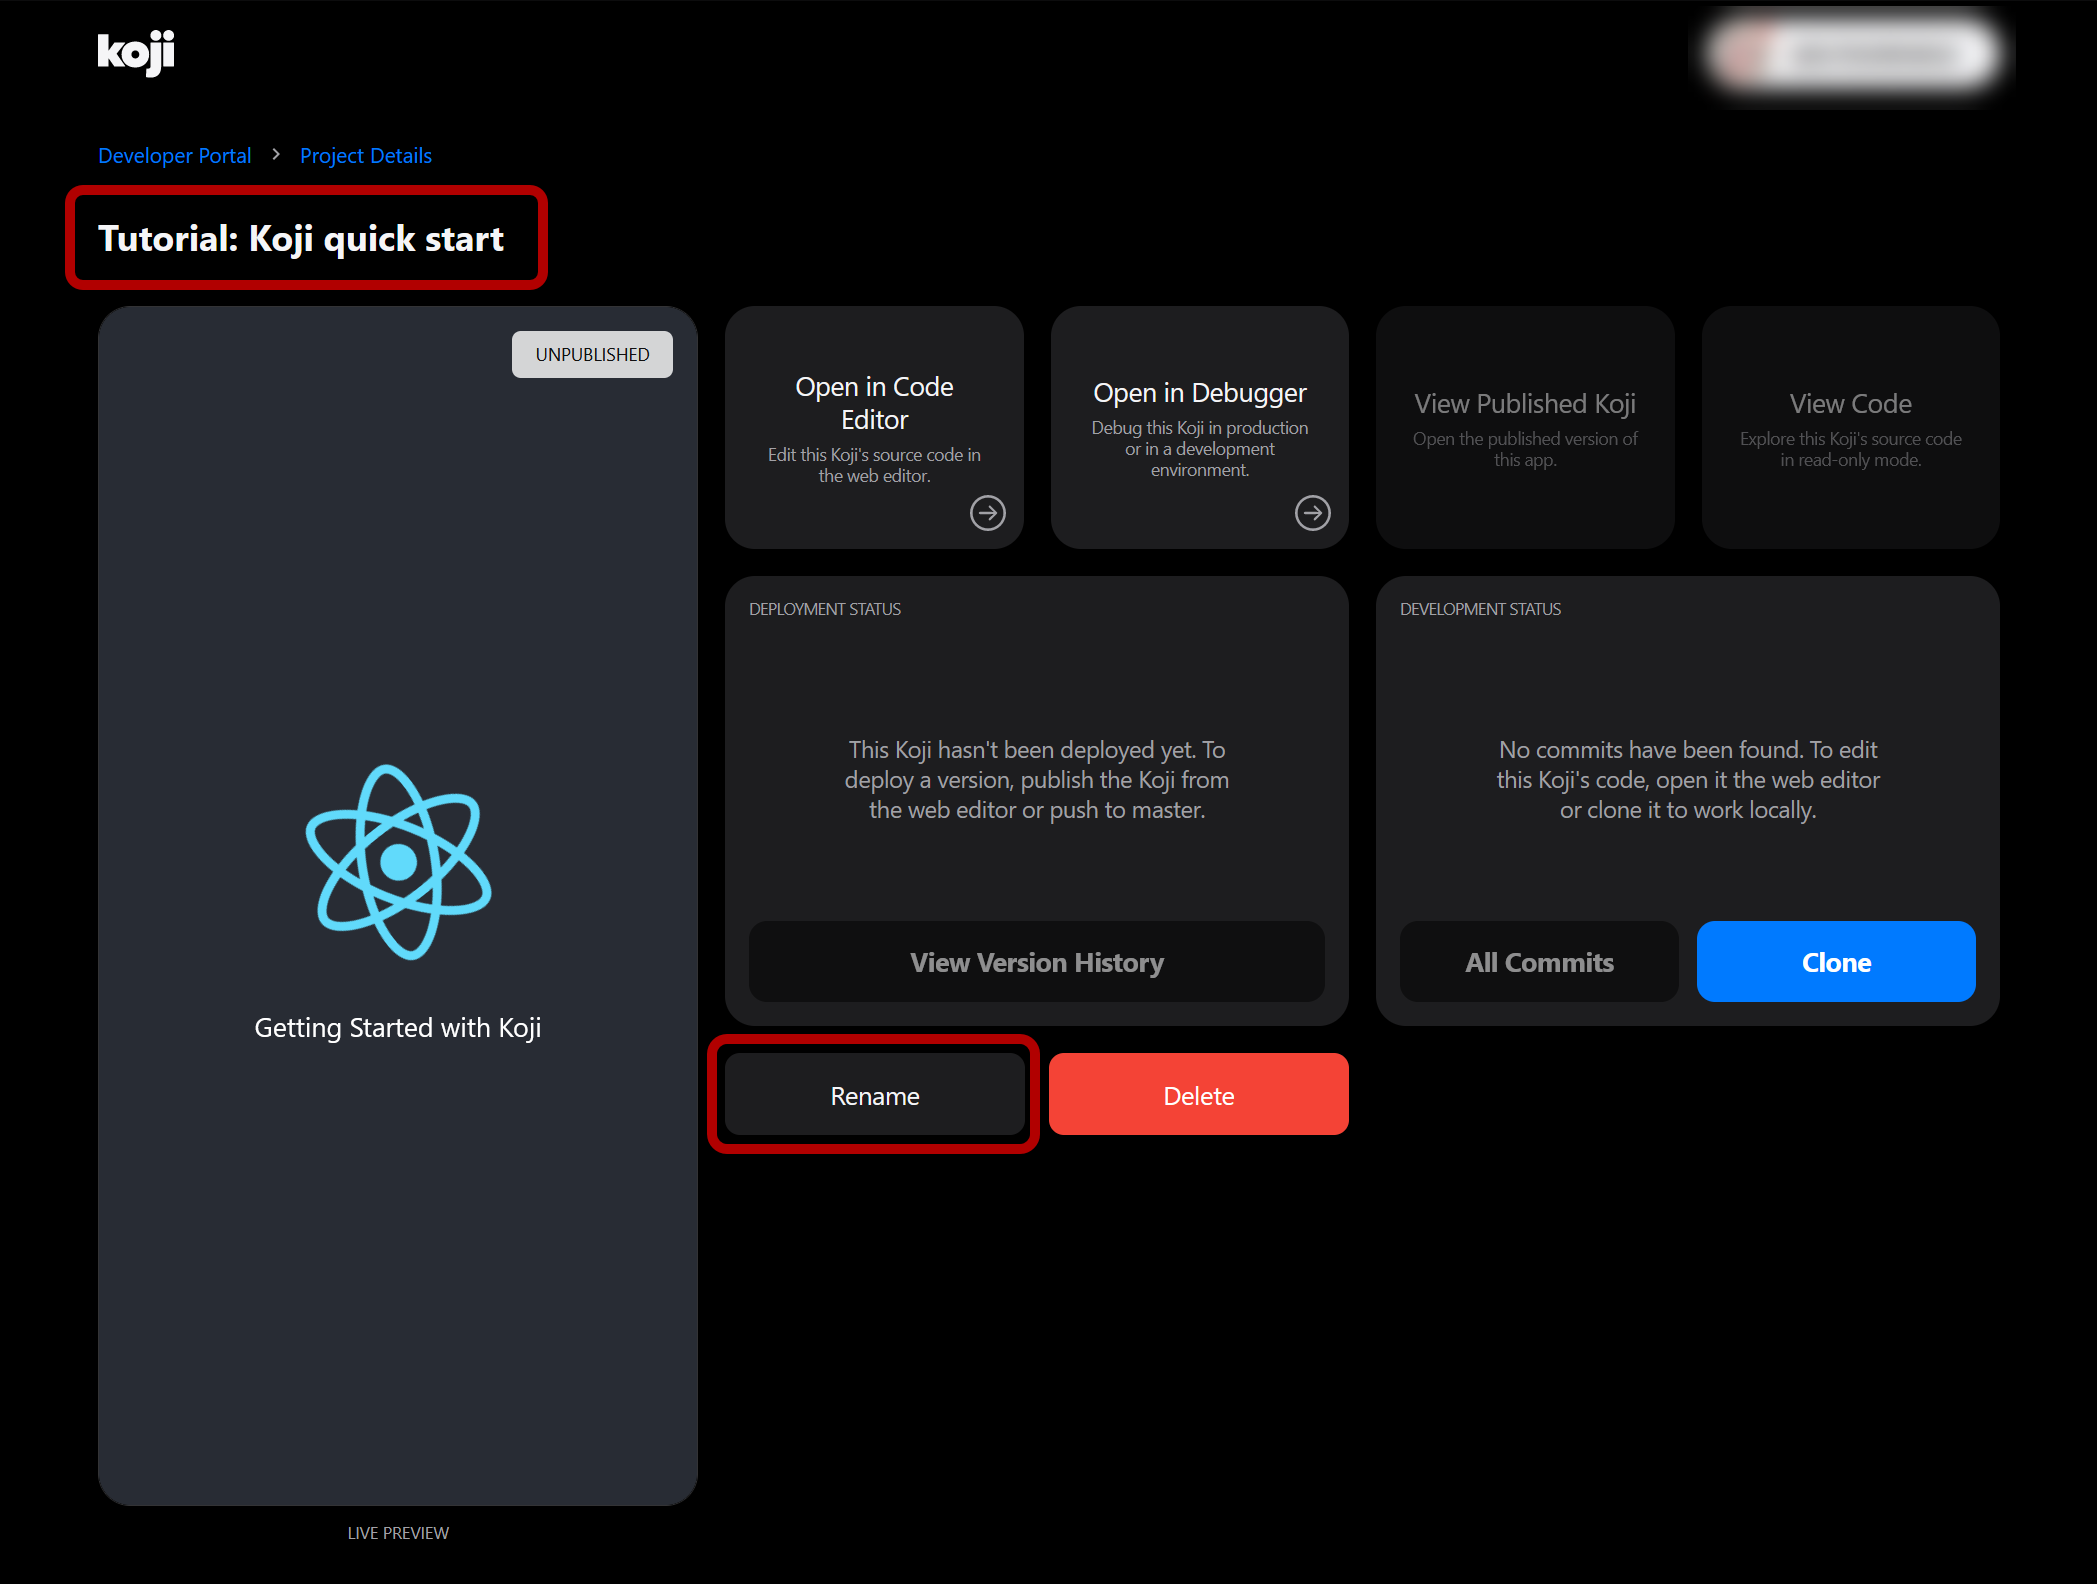 koji
Developer Portal > Project Details
Tutorial: Koji quick start
UNPUBLISHED
Getting Started with Koji
LIVE PREVIEW
Open in Code
Editor
Edit this Koji's source code in
the web editor.
Open in Debugger
Debug this Koji in production
or in a development
environment.
View Published Koji
Open the published version of
this app.
View Code
Explore this Koji's source code
in read-only mode.
DEPLOYMENT STATUS
This Koji hasn't been deployed yet. To
deploy a version, publish the Koji from
the web editor or push to master.
View Version History
DEVELOPMENT STATUS
No commits have been found. To edit
this Koji's code, open it the web editor
or clone it to work locally.
All Commits
Clone
Rename
Delete